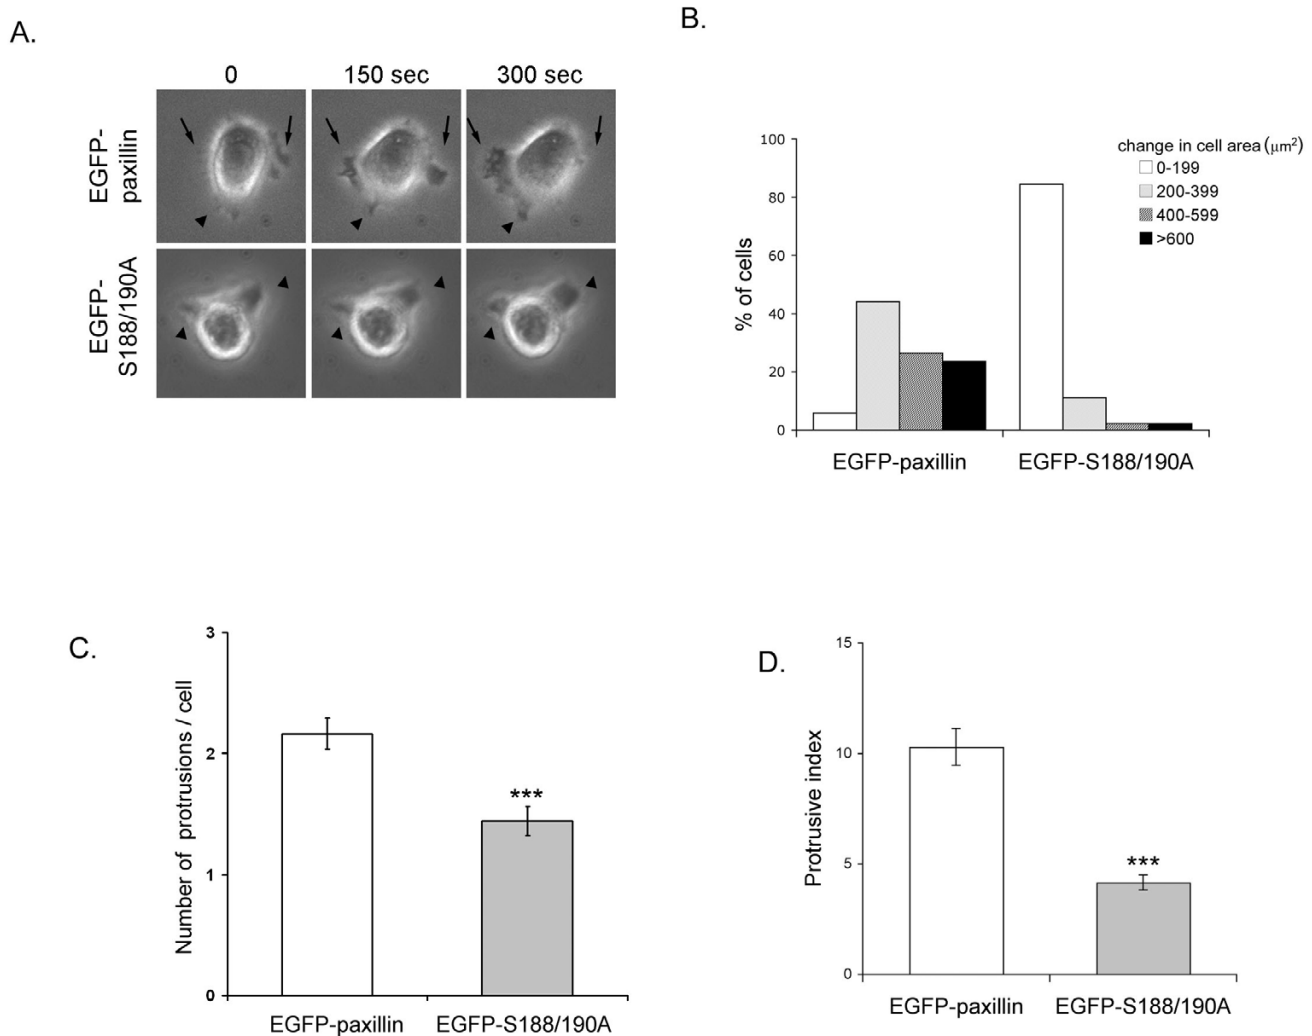 A.
0 150 sec 300 sec
EGFP-
paxillin
EGFP-
S188/190A
B.
100
80
60
40
20
0
% of cells
change in cell area (μm²)
0-199
200-399
400-599
>600
EGFP-paxillin EGFP-S188/190A
C.
3
2
1
0
Number of protrusions / cell
***
EGFP-paxillin EGFP-S188/190A
D.
15
10
5
0
Protrusive index
***
EGFP-paxillin EGFP-S188/190A